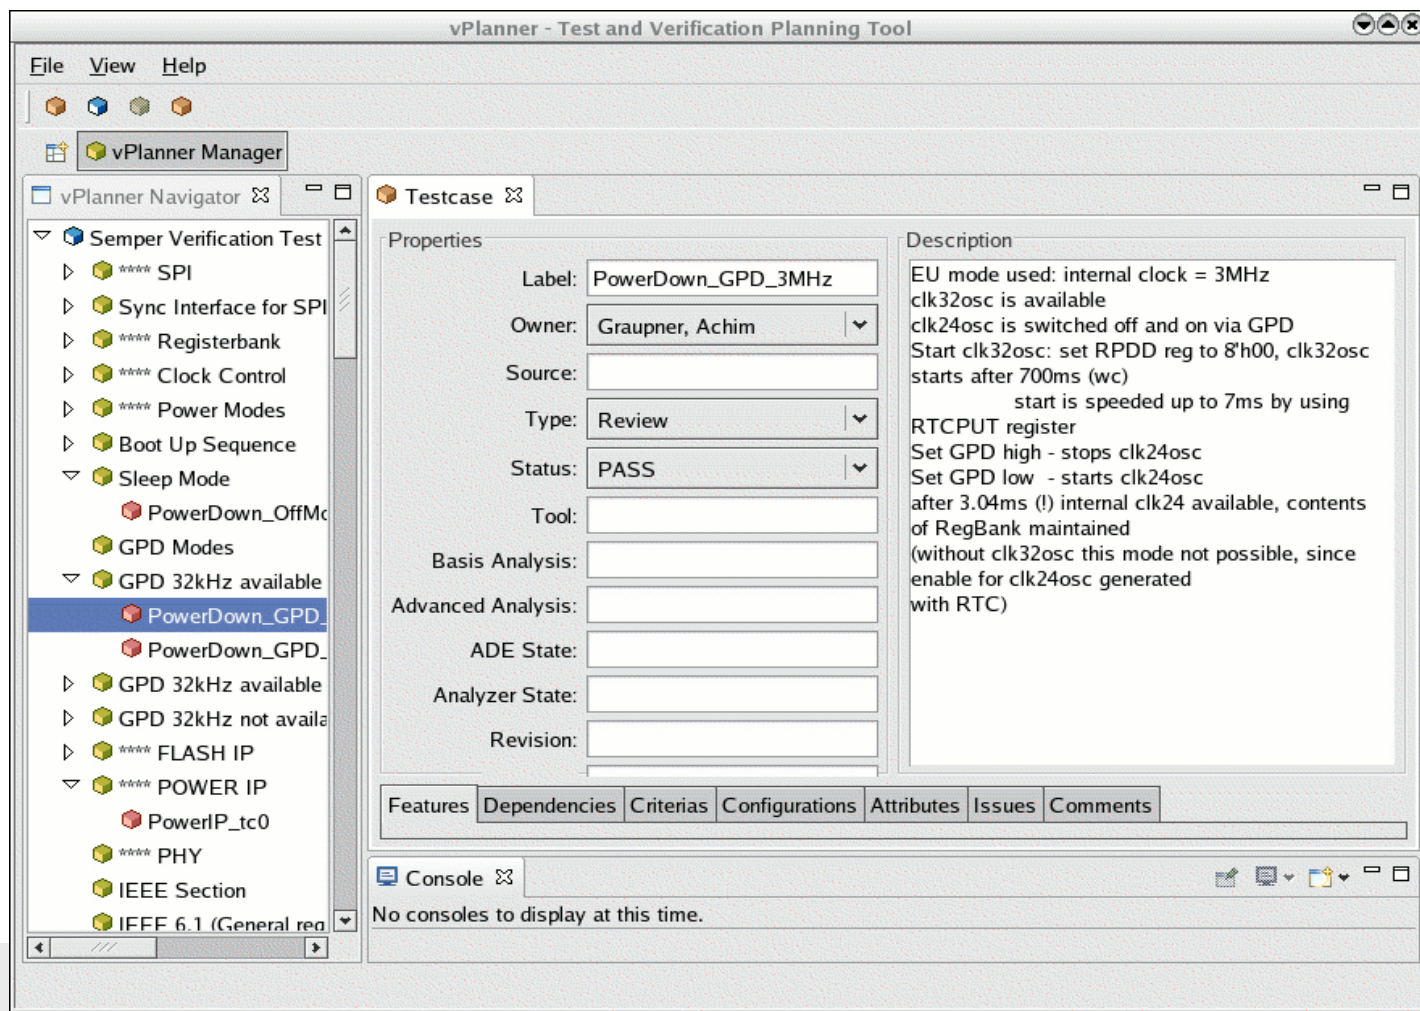 vPlanner - Test and Verification Planning Tool
File View Help
vPlanner Manager
vPlanner Navigator
Semper Verification Test
**** SPI
Sync Interface for SPI
**** Registerbank
**** Clock Control
**** Power Modes
Boot Up Sequence
Sleep Mode
PowerDown_OffMo
GPD Modes
GPD 32kHz available
PowerDown_GPD_
PowerDown_GPD_
GPD 32kHz available
GPD 32kHz not availa
**** FLASH IP
**** POWER IP
PowerIP_tc0
**** PHY
IEEE Section
IEEE 6.1 (General req
Testcase
Properties
Label: PowerDown_GPD_3MHz
Owner: Graupner, Achim
Source:
Type: Review
Status: PASS
Tool:
Basis Analysis:
Advanced Analysis:
ADE State:
Analyzer State:
Revision:
Description
EU mode used: internal clock = 3MHz
clk32osc is available
clk24osc is switched off and on via GPD
Start clk32osc: set RPDD reg to 8'h00, clk32osc
starts after 700ms (wc)
start is speeded up to 7ms by using
RTCPUT register
Set GPD high - stops clk24osc
Set GPD low - starts clk24osc
after 3.04ms (!) internal clk24 available, contents
of RegBank maintained
(without clk32osc this mode not possible, since
enable for clk24osc generated
with RTC)
Features Dependencies Criterias Configurations Attributes Issues Comments
Console
No consoles to display at this time.